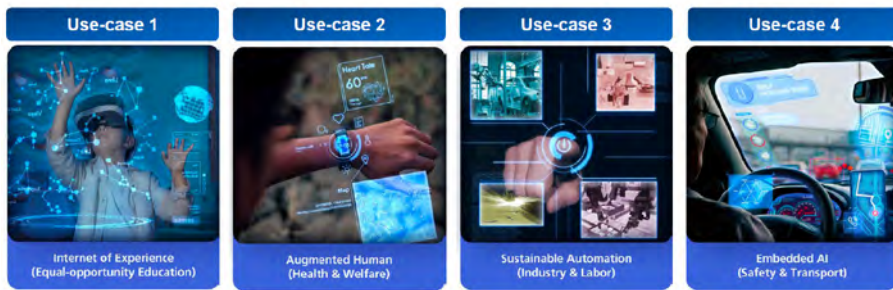 Use-case 1
Use-case 2
Use-case 3
Use-case 4
Heart Rate
60
Map
Internet of Experience
(Equal-opportunity Education)
Augmented Human
(Health & Welfare)
Sustainable Automation
(Industry & Labor)
Embedded AI
(Safety & Transport)